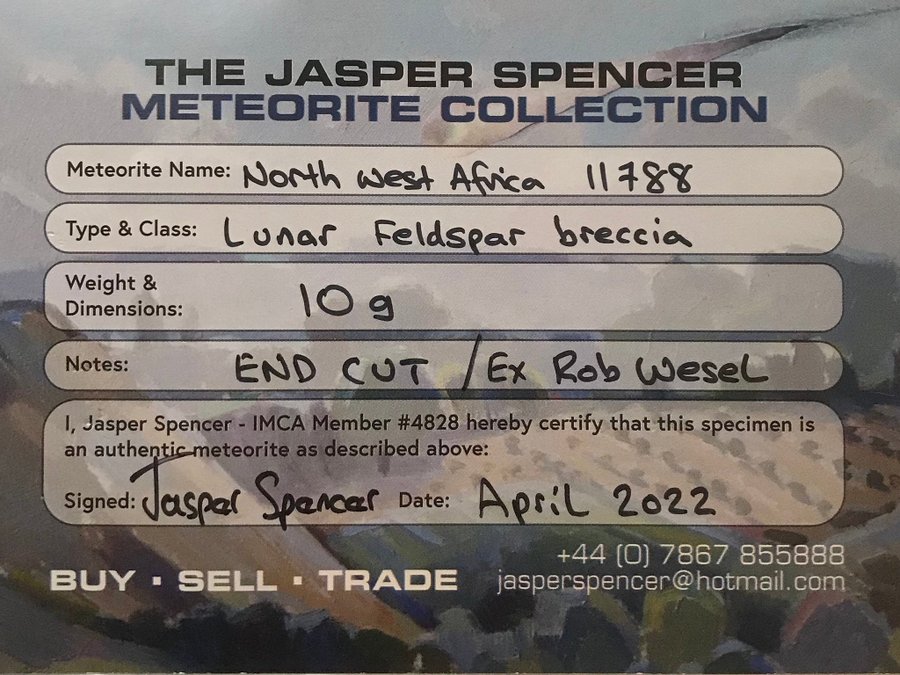 THE JASPER SPENCER
METEORITE COLLECTION
Meteorite Name: North West Africa 11788
Type & Class: Lunar Feldspar breccia
Weight &
Dimensions: 10 g
Notes: END CUT / Ex Rob Wesel
I, Jasper Spencer - IMCA Member #4828 hereby certify that this specimen is
an authentic meteorite as described above:
Signed: Jasper Spencer Date: April 2022
+44 (0) 7867 855888
BUY · SELL · TRADE jasperspencer@hotmail.com